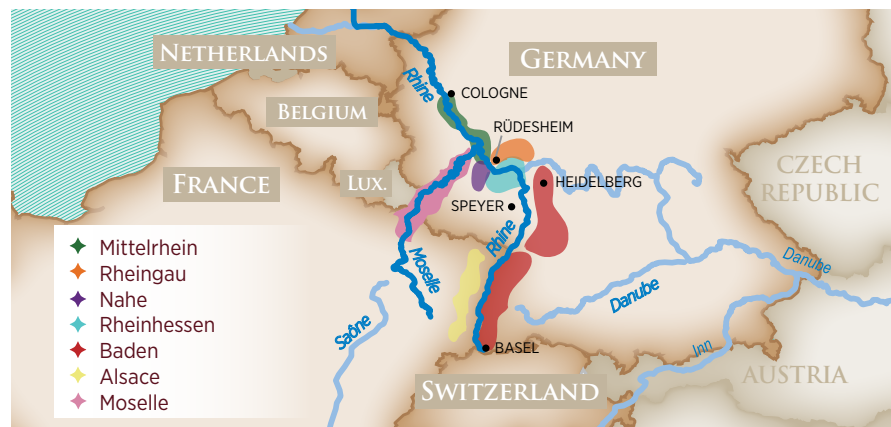 NETHERLANDS
GERMANY
Rhine
COLOGNE
BELGIUM
RÜDESHEIM
CZECH
REPUBLIC
FRANCE
LUX.
HEIDELBERG
SPEYER
Rhine
Moselle
Danube
Danube
Saône
Inn
BASEL
AUSTRIA
SWITZERLAND
Mittelrhein
Rheingau
Nahe
Rheinhessen
Baden
Alsace
Moselle